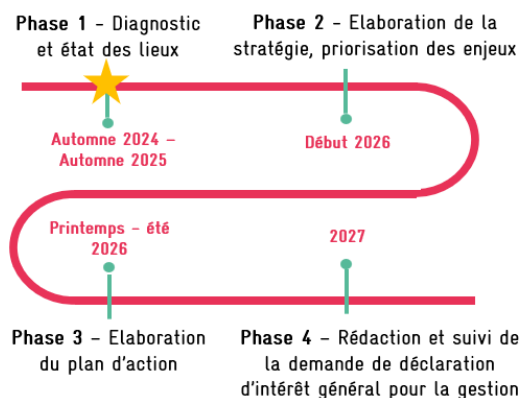 Phase 1 - Diagnostic
et état des lieux
Phase 2 - Elaboration de la
stratégie, priorisation des enjeux
Automne 2024 –
Automne 2025
Début 2026
Printemps - été
2026
2027
Phase 3 - Elaboration
du plan d'action
Phase 4 - Rédaction et suivi de
la demande de déclaration
d'intérêt général pour la gestion